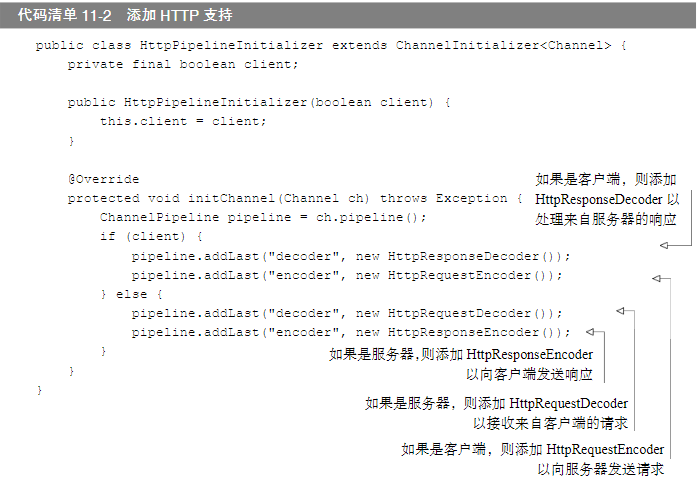 代码清单 11-2 添加 HTTP 支持
public class HttpPipelineInitializer extends ChannelInitializer<Channel> {
private final boolean client;
public HttpPipelineInitializer(boolean client) {
this.client = client;
}
@Override
protected void initChannel(Channel ch) throws Exception {
ChannelPipeline pipeline = ch.pipeline();
if (client) {
pipeline.addLast("decoder", new HttpResponseDecoder());
pipeline.addLast("encoder", new HttpRequestEncoder());
} else {
pipeline.addLast("decoder", new HttpRequestDecoder());
pipeline.addLast("encoder", new HttpResponseEncoder());
}
}
}
如果是客户端，则添加
HttpResponseDecoder 以
处理来自服务器的响应
如果是服务器,则添加 HttpResponseEncoder
以向客户端发送响应
如果是服务器，则添加 HttpRequestDecoder
以接收来自客户端的请求
如果是客户端，则添加 HttpRequestEncoder
以向服务器发送请求